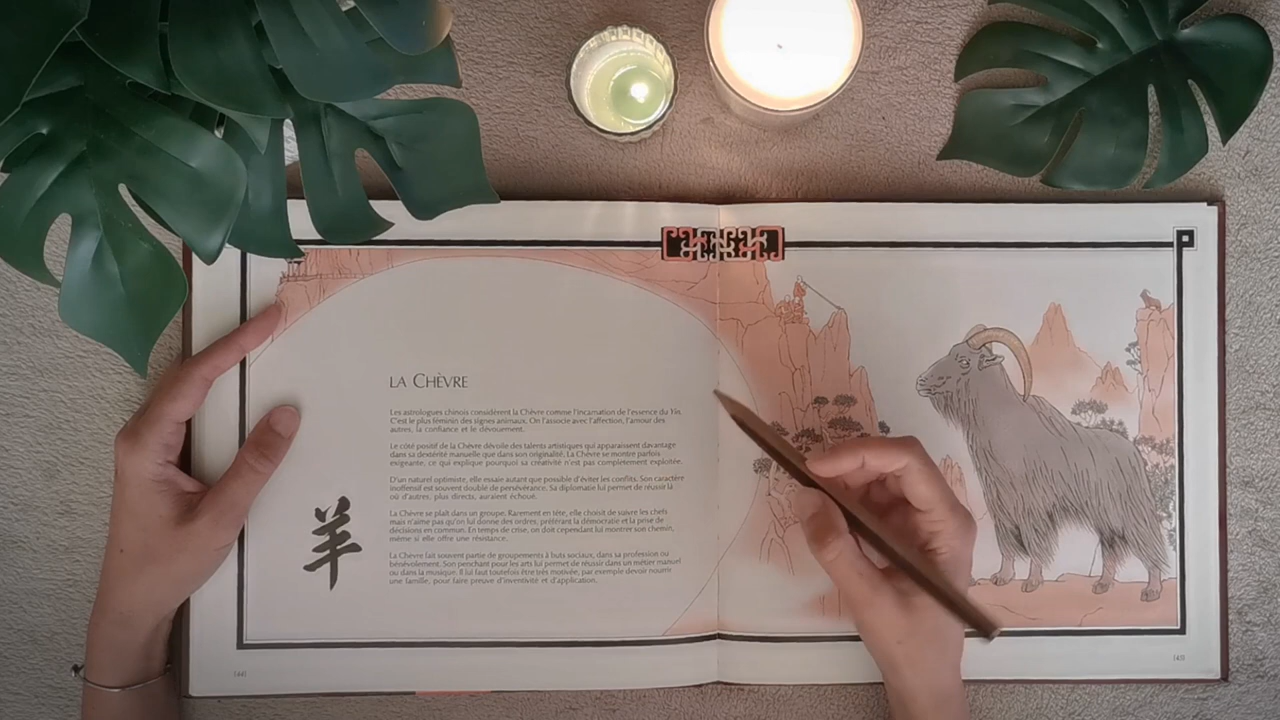 LA CHÈVRE
Les astrologues chinois considèrent la Chèvre comme l'incarnation de l'essence du Yin.
C'est le plus féminin des signes animaux. On l'associe avec l'affection, l'amour des
autres, la confiance et le dévouement.
Le côté positif de la Chèvre dévoile des talents artistiques qui apparaissent davantage
dans sa dextérité manuelle que dans son originalité. La Chèvre se montre parfois
exigeante, ce qui explique pourquoi sa créativité n'est pas complètement exploitée.
D'un naturel optimiste, elle essaie autant que possible d'éviter les conflits. Son caractère
inoffensif est souvent doublé de persévérance. Sa diplomatie lui permet de réussir là
où d'autres, plus directs, auraient échoué.
La Chèvre se plaît dans un groupe. Rarement en tête, elle choisit de suivre les chefs
mais n'aime pas qu'on lui donne des ordres, préférant la démocratie et la prise de
décisions en commun. En temps de crise, on doit cependant lui montrer son chemin,
même si elle offre une résistance.
La Chèvre fait souvent partie de groupements à buts sociaux, dans sa profession ou
bénévolement. Son penchant pour les arts lui permet de réussir dans un métier manuel
ou dans la musique. Il lui faut toutefois être très motivée, par exemple devoir nourrir
une famille, pour faire preuve d'inventivité et d'application.
羊
(44)
(45)